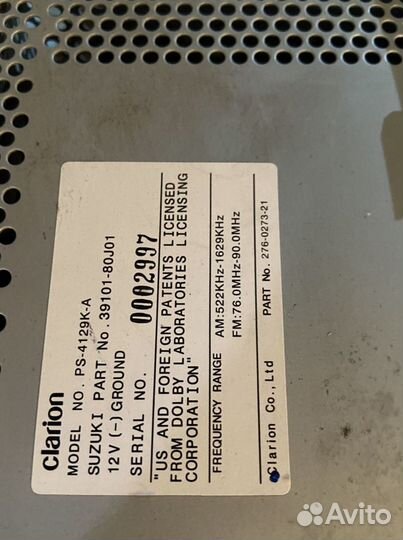 clarion
MODEL NO. PS-4129K-A
SUZUKI PART No. 39101-80J01
12V (-) GROUND
SERIAL NO. 0002997
"US AND FOREIGN PATENTS LICENSED
FROM DOLBY LABORATORIES LICENSING
CORPORATION"
FREQUENCY RANGE AM:522KHz-1629KHz
FM:76.0MHz-90.0MHz
PART No. 276-0273-21
Clarion Co., Ltd
Avito